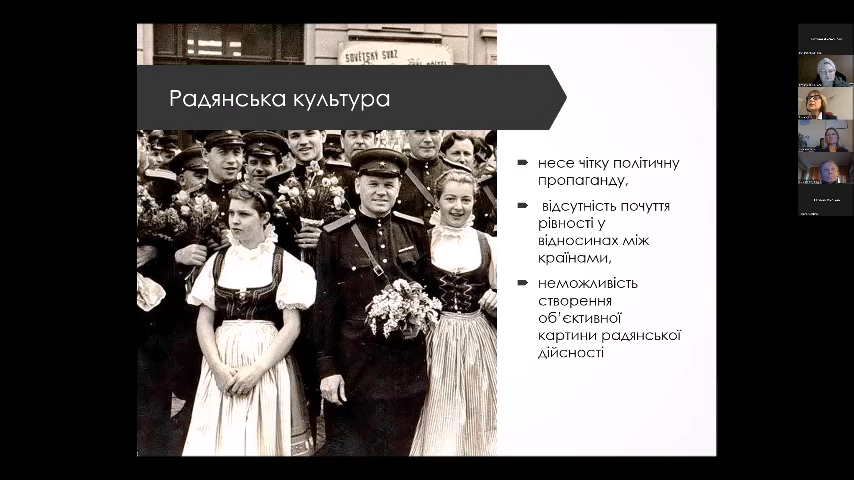 SOVĚTSKÝ SVAZ
Радянська культура
несе чітку політичну
пропаганду,
відсутність почуття
рівності у
відносинах між
країнами,
неможливість
створення
об'єктивної
картини радянської
дійсності